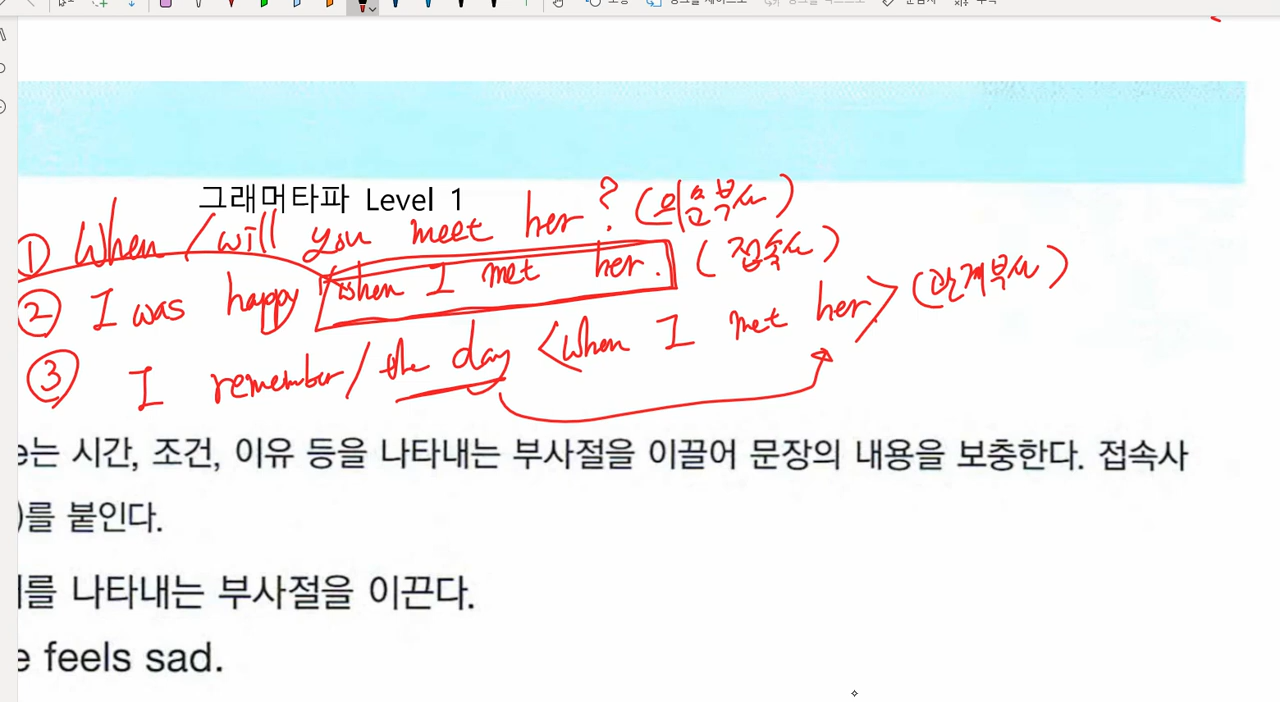 그래머타파 Level 1
① When / will you meet her? (의문부사)
② I was happy when I met her. (접속사)
③ I remember / the day <when I met her> (관계부사)
e는 시간, 조건, 이유 등을 나타내는 부사절을 이끌어 문장의 내용을 보충한다. 접속사
)를 붙인다.
를 나타내는 부사절을 이끈다.
e feels sad.